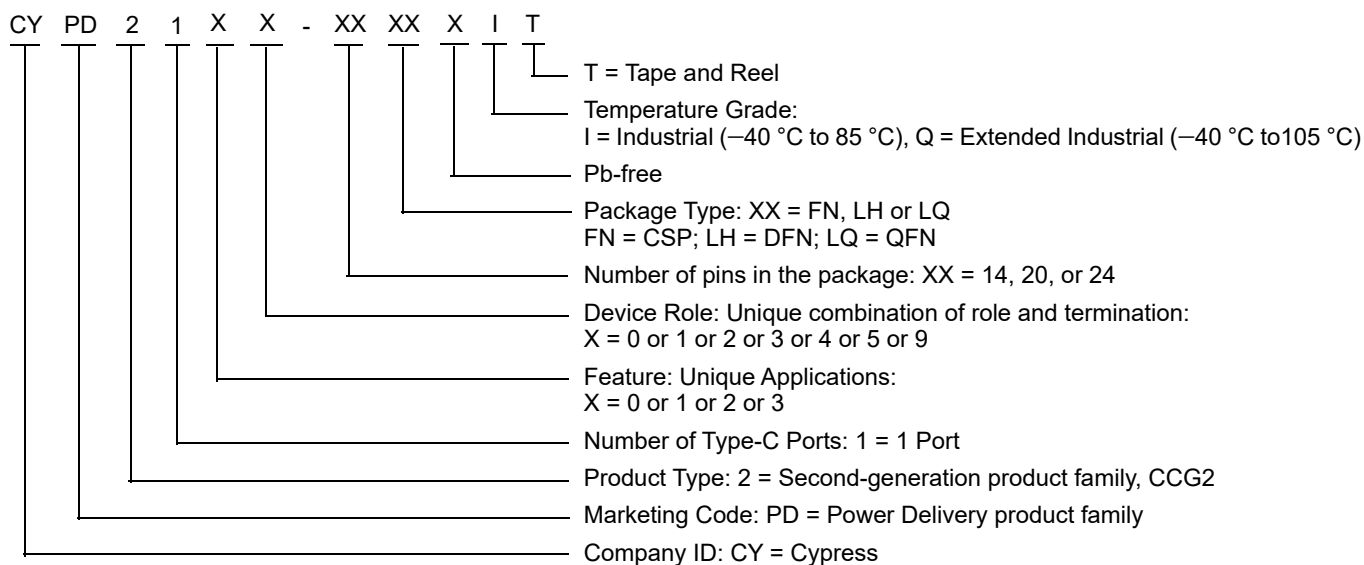 CY PD 2 1 X X - XX XX X I T
T = Tape and Reel
Temperature Grade:
I = Industrial (–40 °C to 85 °C), Q = Extended Industrial (–40 °C to105 °C)
Pb-free
Package Type: XX = FN, LH or LQ
FN = CSP; LH = DFN; LQ = QFN
Number of pins in the package: XX = 14, 20, or 24
Device Role: Unique combination of role and termination:
X = 0 or 1 or 2 or 3 or 4 or 5 or 9
Feature: Unique Applications:
X = 0 or 1 or 2 or 3
Number of Type-C Ports: 1 = 1 Port
Product Type: 2 = Second-generation product family, CCG2
Marketing Code: PD = Power Delivery product family
Company ID: CY = Cypress